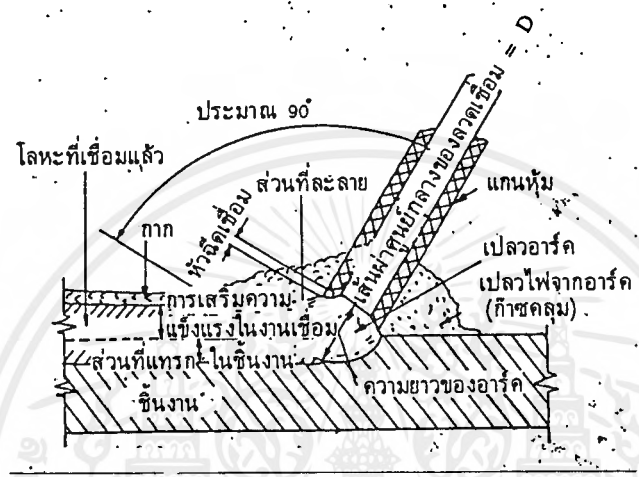 เส้นผ่าศูนย์กลางของลวดเชื่อม = D
ประมาณ 90°
โลหะที่เชื่อมแล้ว
ส่วนที่ละลาย
แกนหุ้ม
หัวฉีดเชื่อม
กาก
เปลวอาร์ค
เปลวไฟจากอาร์ค
(ก๊าซคลุม)
การเสริมความ
แข็งแรงในงานเชื่อม
ส่วนที่แทรกในชิ้นงาน
ความยาวของอาร์ค
ชิ้นงาน